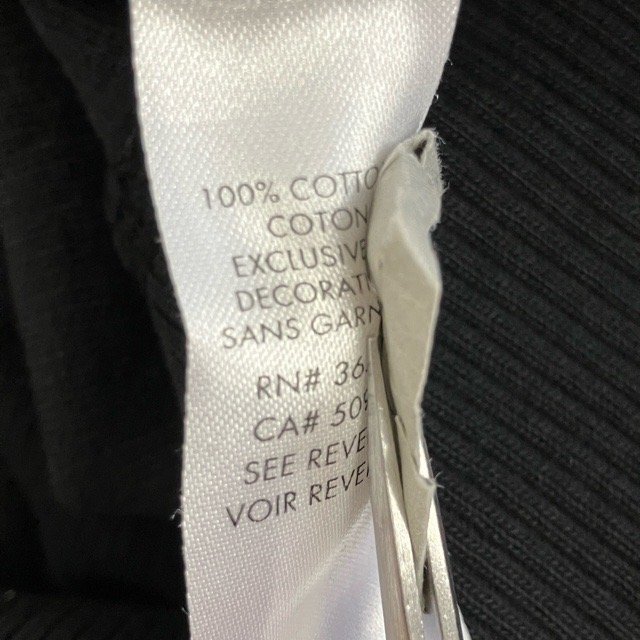 100% COTTO
COTON
EXCLUSIVE
DECORATI
SANS GARN
RN# 36
CA# 50
SEE REVE
VOIR REVE